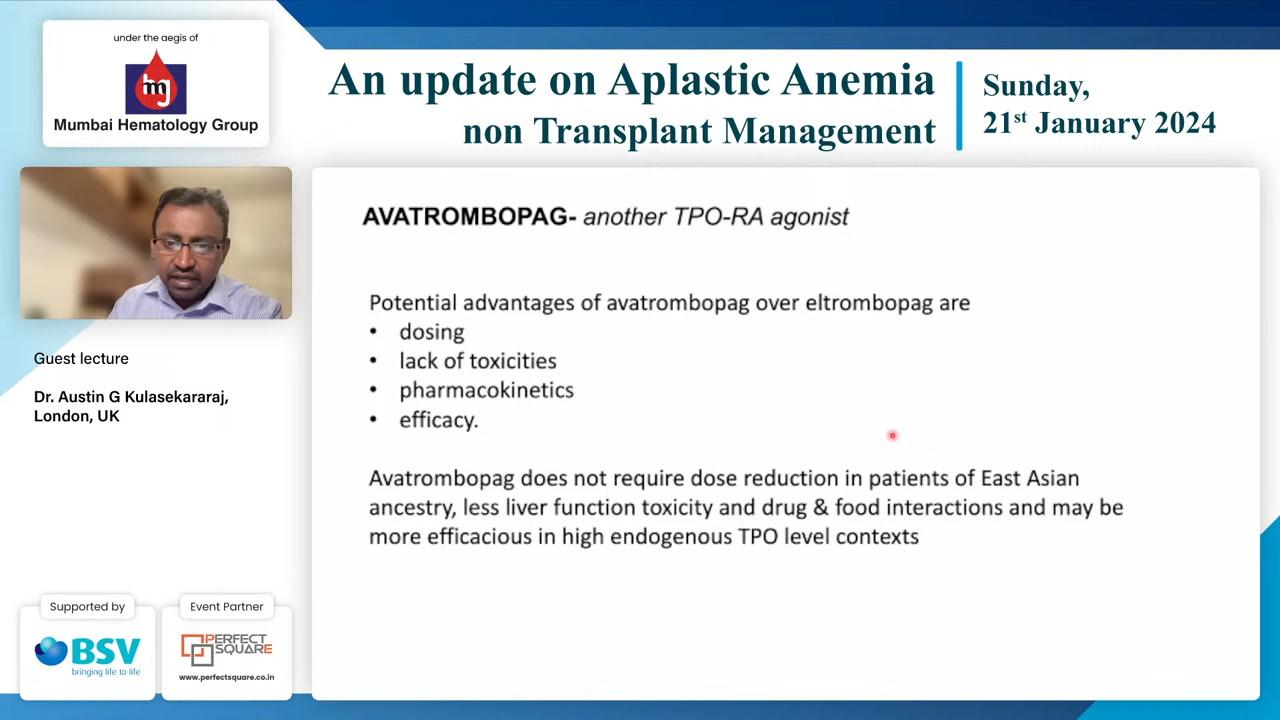 under the aegis of
mg
Mumbai Hematology Group
An update on Aplastic Anemia
non Transplant Management
Sunday,
21st January 2024
Guest lecture
Dr. Austin G Kulasekararaj,
London, UK
AVATROMBOPAG- another TPO-RA agonist
Potential advantages of avatrombopag over eltrombopag are
• dosing
• lack of toxicities
• pharmacokinetics
• efficacy.
Avatrombopag does not require dose reduction in patients of East Asian
ancestry, less liver function toxicity and drug & food interactions and may be
more efficacious in high endogenous TPO level contexts
Supported by
BSV
bringing life to life
Event Partner
PERFECT
SQUARE
www.perfectsquare.co.in